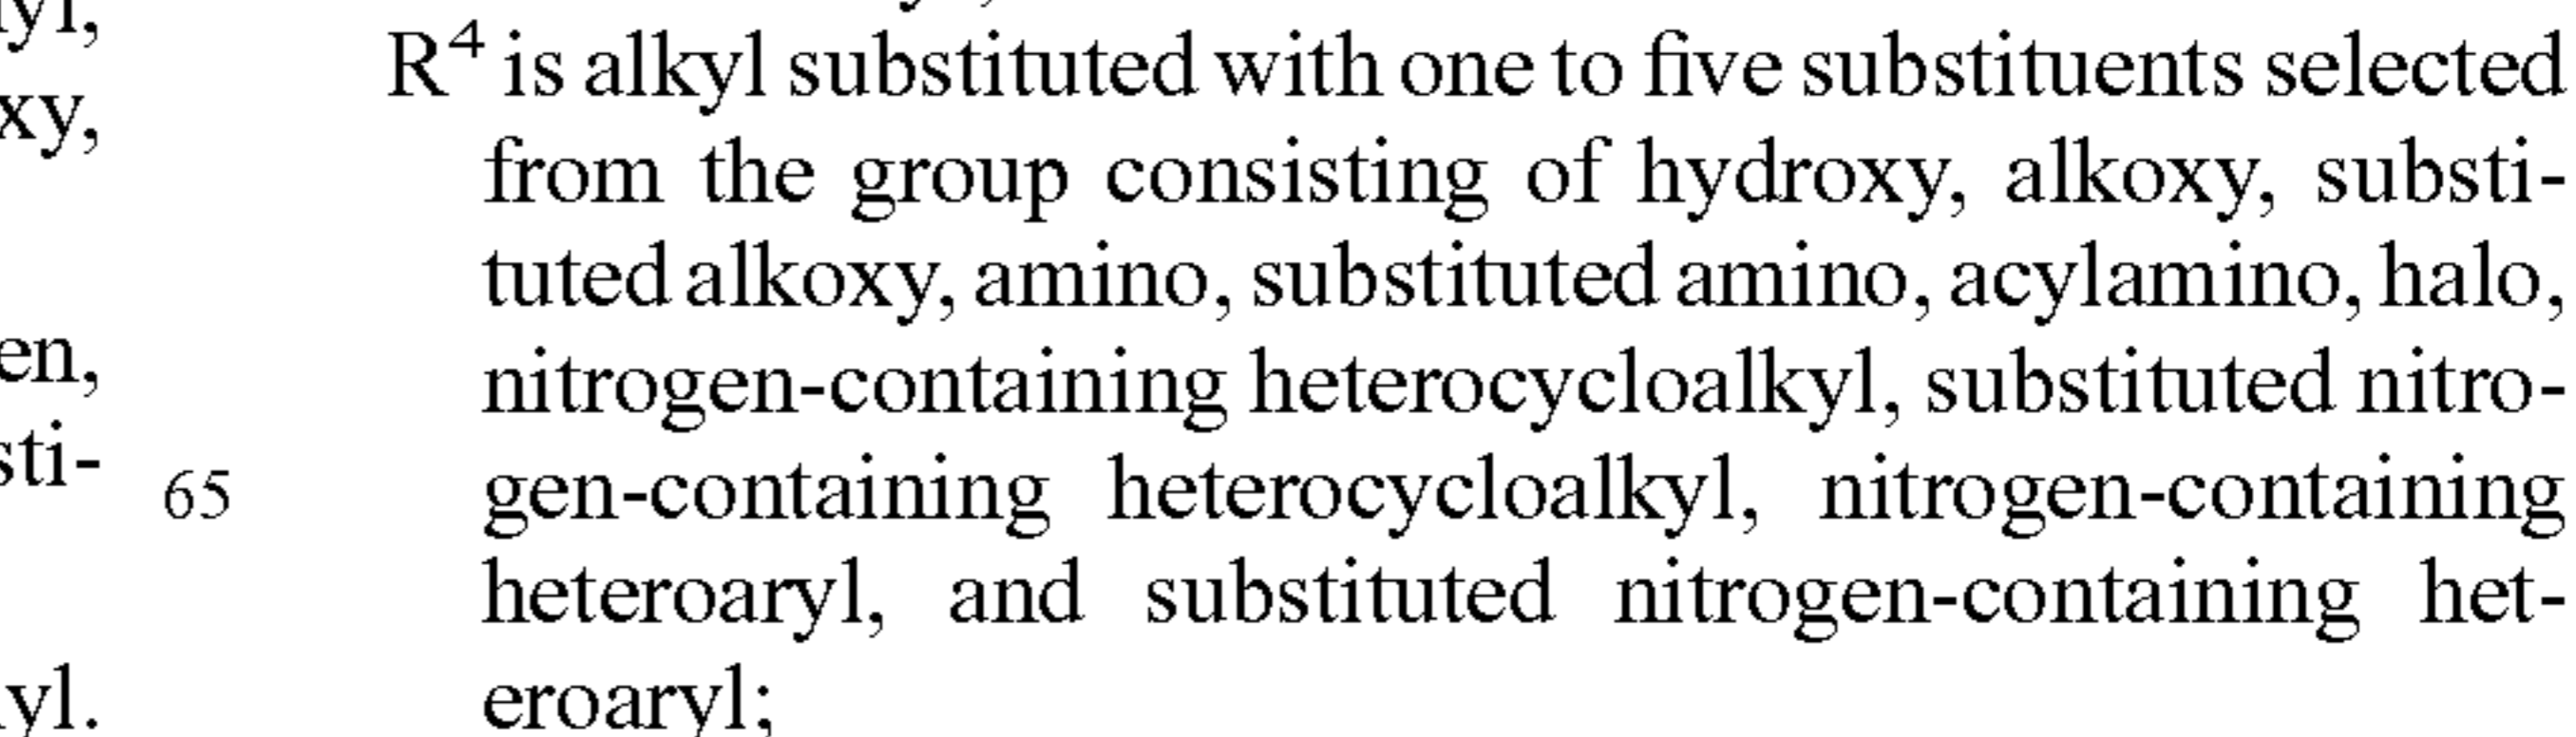 R⁴ is alkyl substituted with one to five substituents selected
from the group consisting of hydroxy, alkoxy, substi-
tuted alkoxy, amino, substituted amino, acylamino, halo,
nitrogen-containing heterocycloalkyl, substituted nitro-
65 gen-containing heterocycloalkyl, nitrogen-containing
heteroaryl, and substituted nitrogen-containing het-
eroaryl;